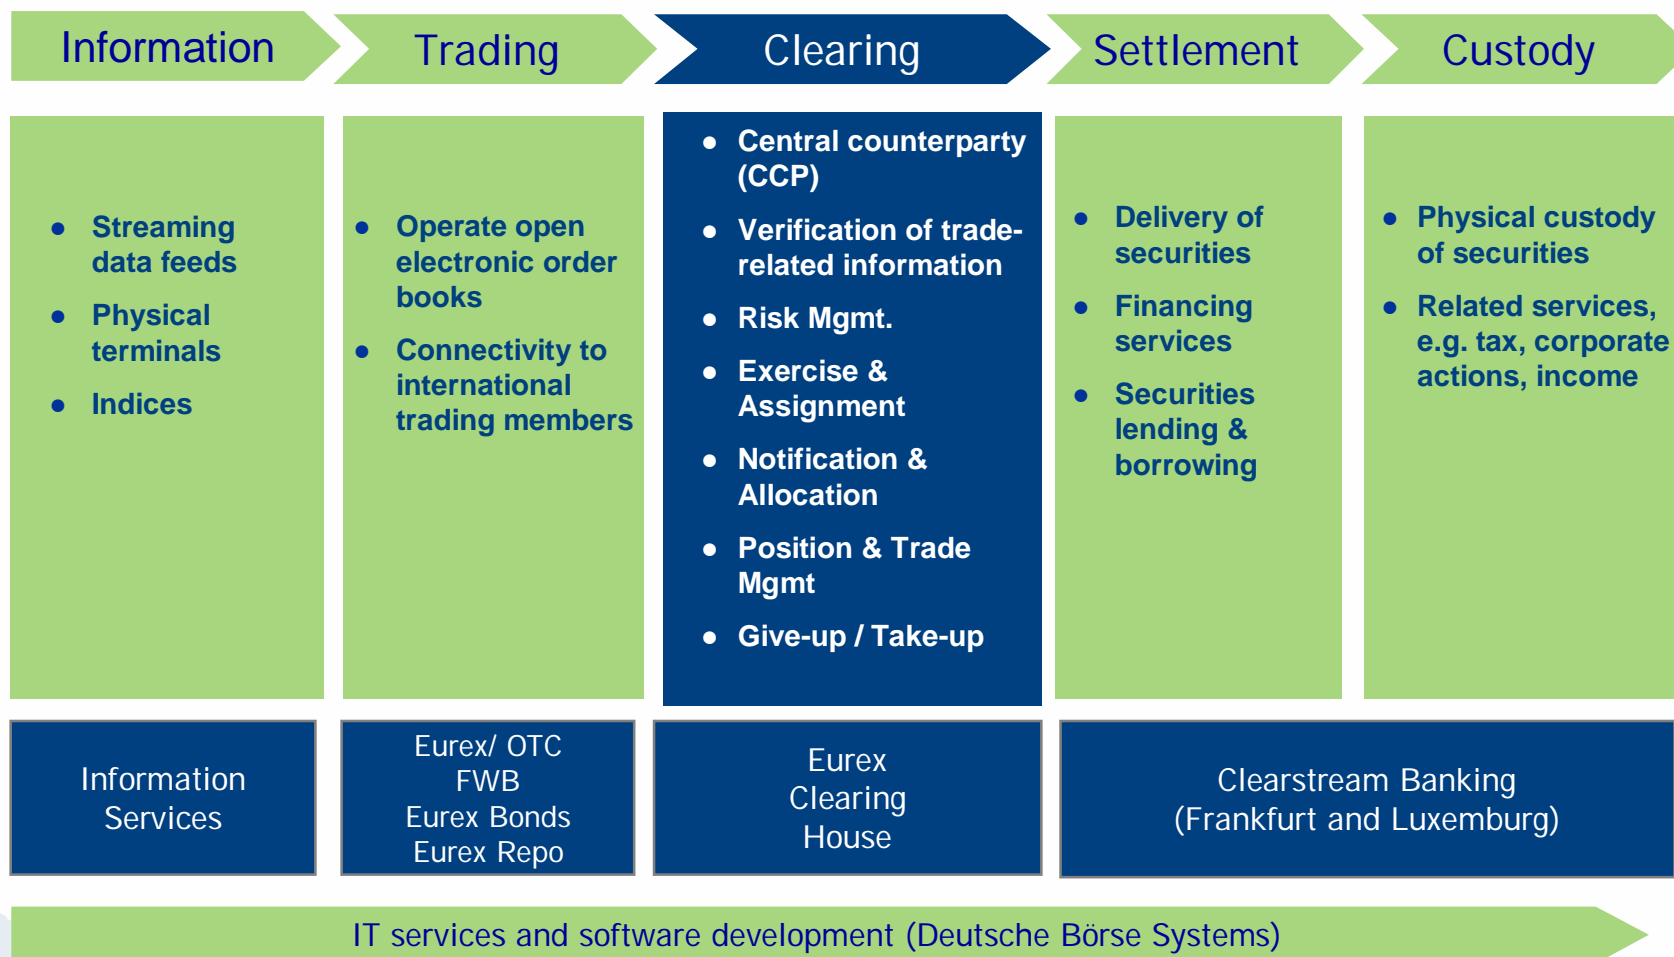 Information
Trading
Clearing
Settlement
Custody
● Streaming
data feeds
● Physical
terminals
● Indices
● Operate open
electronic order
books
● Connectivity to
international
trading members
● Central counterparty
(CCP)
● Verification of trade-
related information
● Risk Mgmt.
● Exercise &
Assignment
● Notification &
Allocation
● Position & Trade
Mgmt
● Give-up / Take-up
● Delivery of
securities
● Financing
services
● Securities
lending &
borrowing
● Physical custody
of securities
● Related services,
e.g. tax, corporate
actions, income
Information
Services
Eurex/ OTC
FWB
Eurex Bonds
Eurex Repo
Eurex
Clearing
House
Clearstream Banking
(Frankfurt and Luxemburg)
IT services and software development (Deutsche Börse Systems)